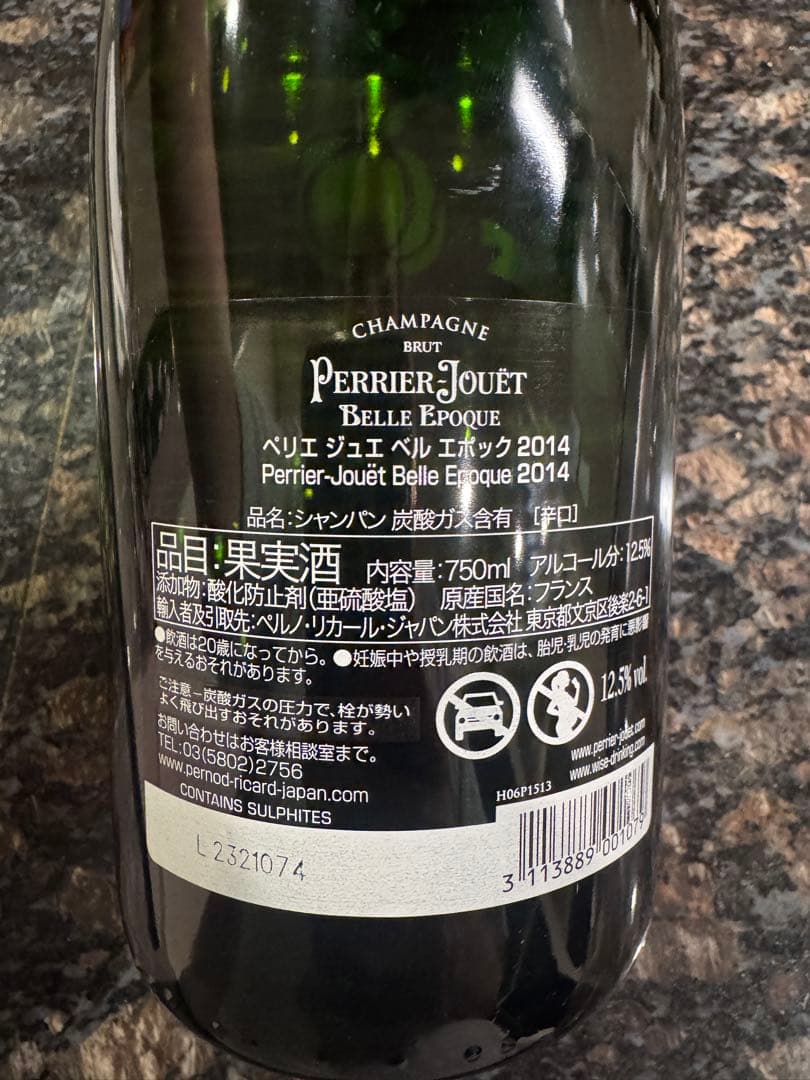 CHAMPAGNE
BRUT
PERRIER-JOUËT
BELLE EPOQUE
ペリエ ジュエ ベル エポック 2014
Perrier-Jouët Belle Epoque 2014
品名:シャンパン 炭酸ガス含有 [辛口]
品目:果実酒 内容量:750ml アルコール分:12.5%
添加物:酸化防止剤(亜硫酸塩) 原産国名:フランス
輸入者及引取先:ペルノ・リカール・ジャパン株式会社 東京都文京区後楽2-6-1
●飲酒は20歳になってから。●妊娠中や授乳期の飲酒は、胎児・乳児の発育に悪影響
を与えるおそれがあります。
ご注意−炭酸ガスの圧力で、栓が勢い
よく飛び出すおそれがあります。
お問い合わせはお客様相談室まで。
TEL:03(5802)2756
www.pernod-ricard-japan.com
CONTAINS SULPHITES
12.5% vol.
www.perrier-jouet.com
www.wise-drinking.com
H06P1513
L2321074
3 113889 00107